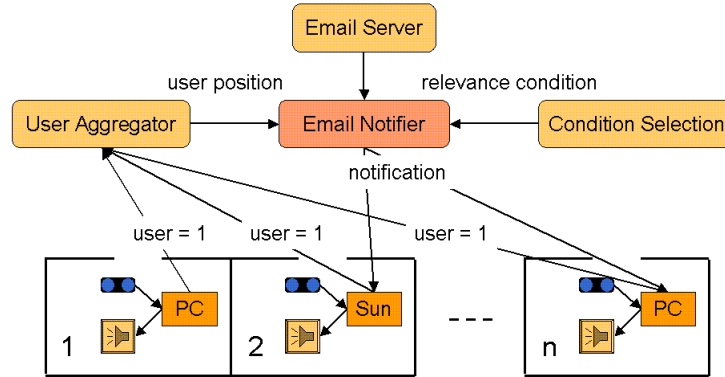 Email Server
user position
relevance condition
User Aggregator
Email Notifier
Condition Selection
notification
user = 1
user = 1
user = 1
PC
Sun
PC
1
2
n